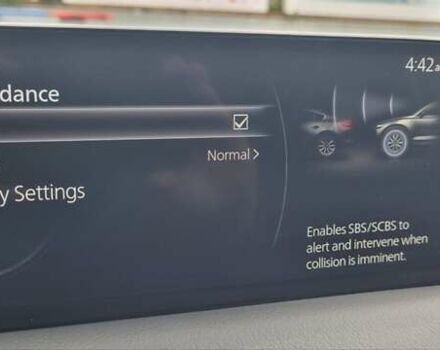 4:42
dance
Normal >
y Settings
Enables SBS/SCBS to
alert and intervene when
collision is imminent.